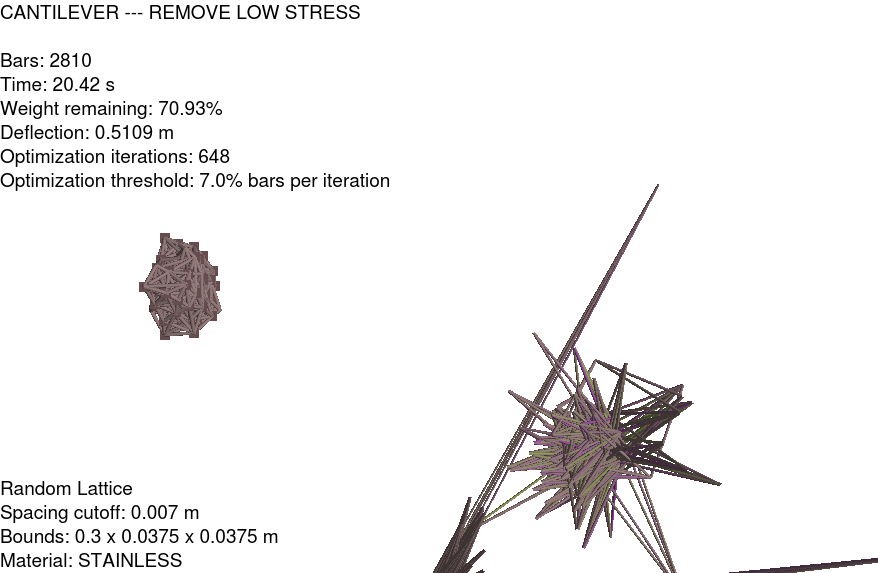 CANTILEVER --- REMOVE LOW STRESS
Bars: 2810
Time: 20.42 s
Weight remaining: 70.93%
Deflection: 0.5109 m
Optimization iterations: 648
Optimization threshold: 7.0% bars per iteration
Random Lattice
Spacing cutoff: 0.007 m
Bounds: 0.3 x 0.0375 x 0.0375 m
Material: STAINLESS